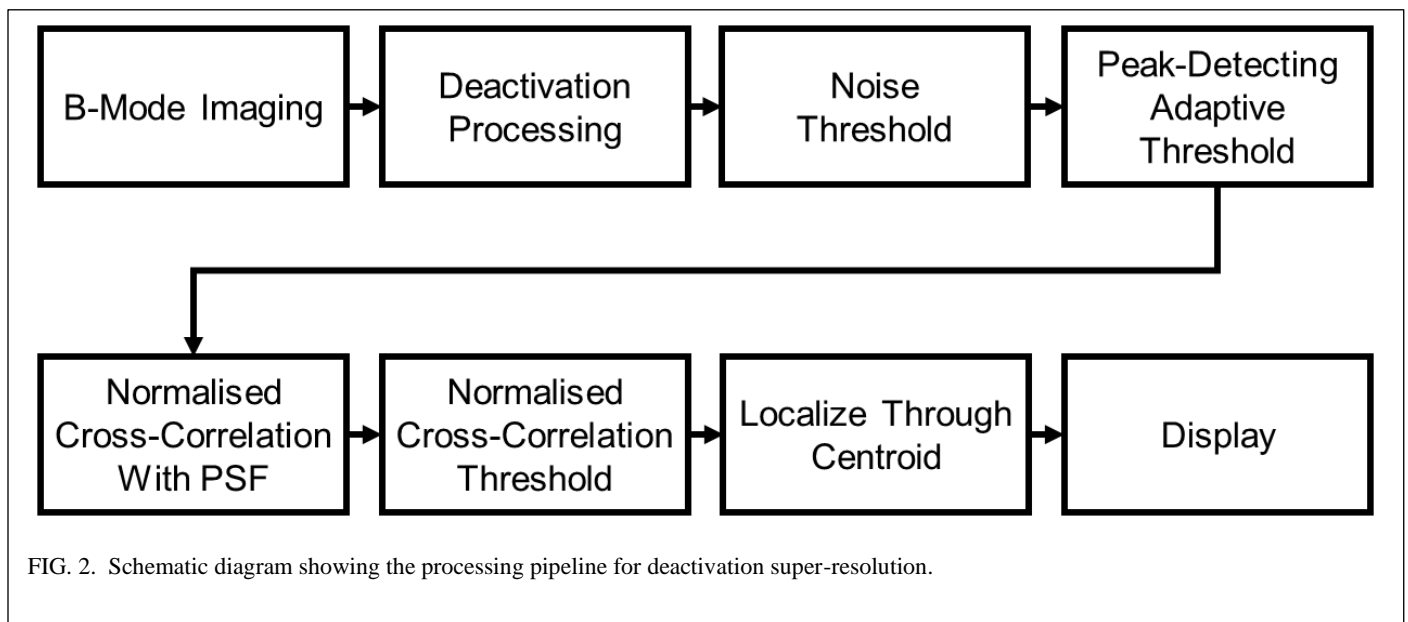 B-Mode Imaging
Deactivation
Processing
Noise
Threshold
Peak-Detecting
Adaptive
Threshold
Normalised
Cross-Correlation
With PSF
Normalised
Cross-Correlation
Threshold
Localize Through
Centroid
Display
FIG. 2. Schematic diagram showing the processing pipeline for deactivation super-resolution.